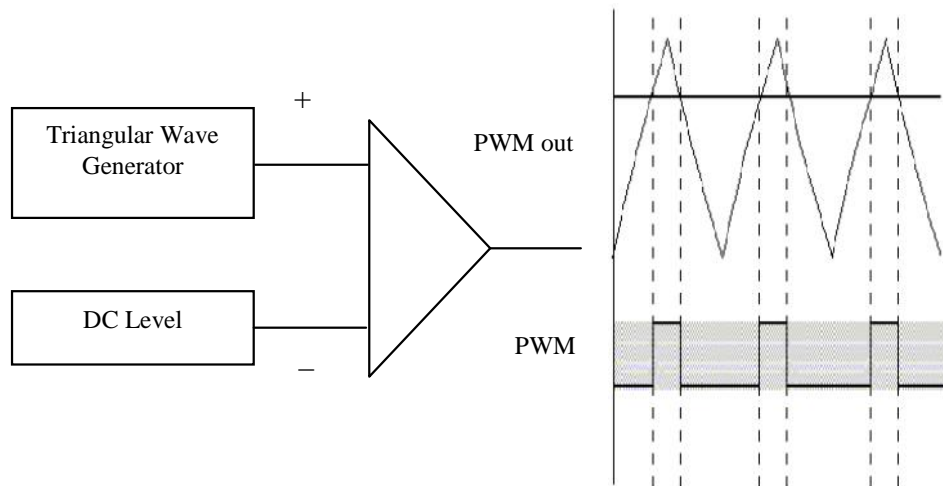 +
Triangular Wave
Generator
PWM out
DC Level
PWM
–